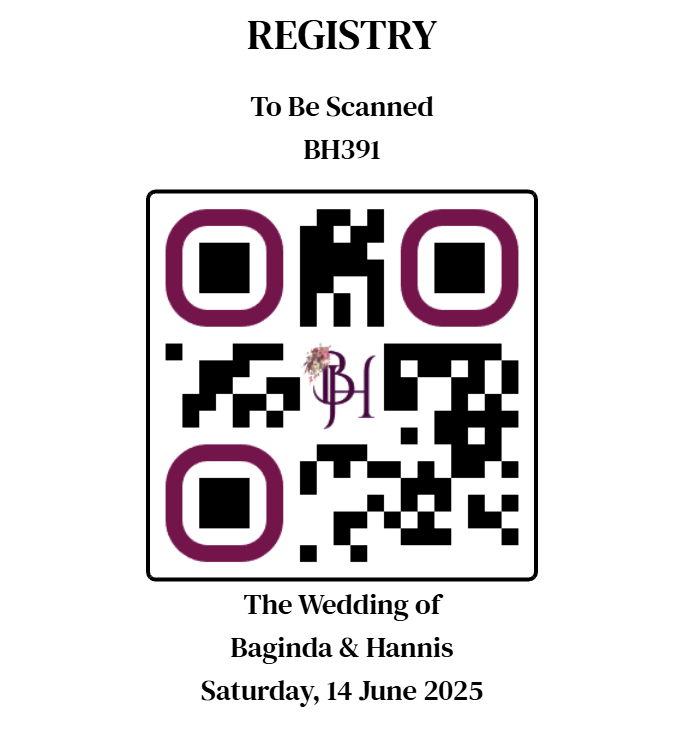 REGISTRY
To Be Scanned
BH391
BH
The Wedding of
Baginda & Hannis
Saturday, 14 June 2025